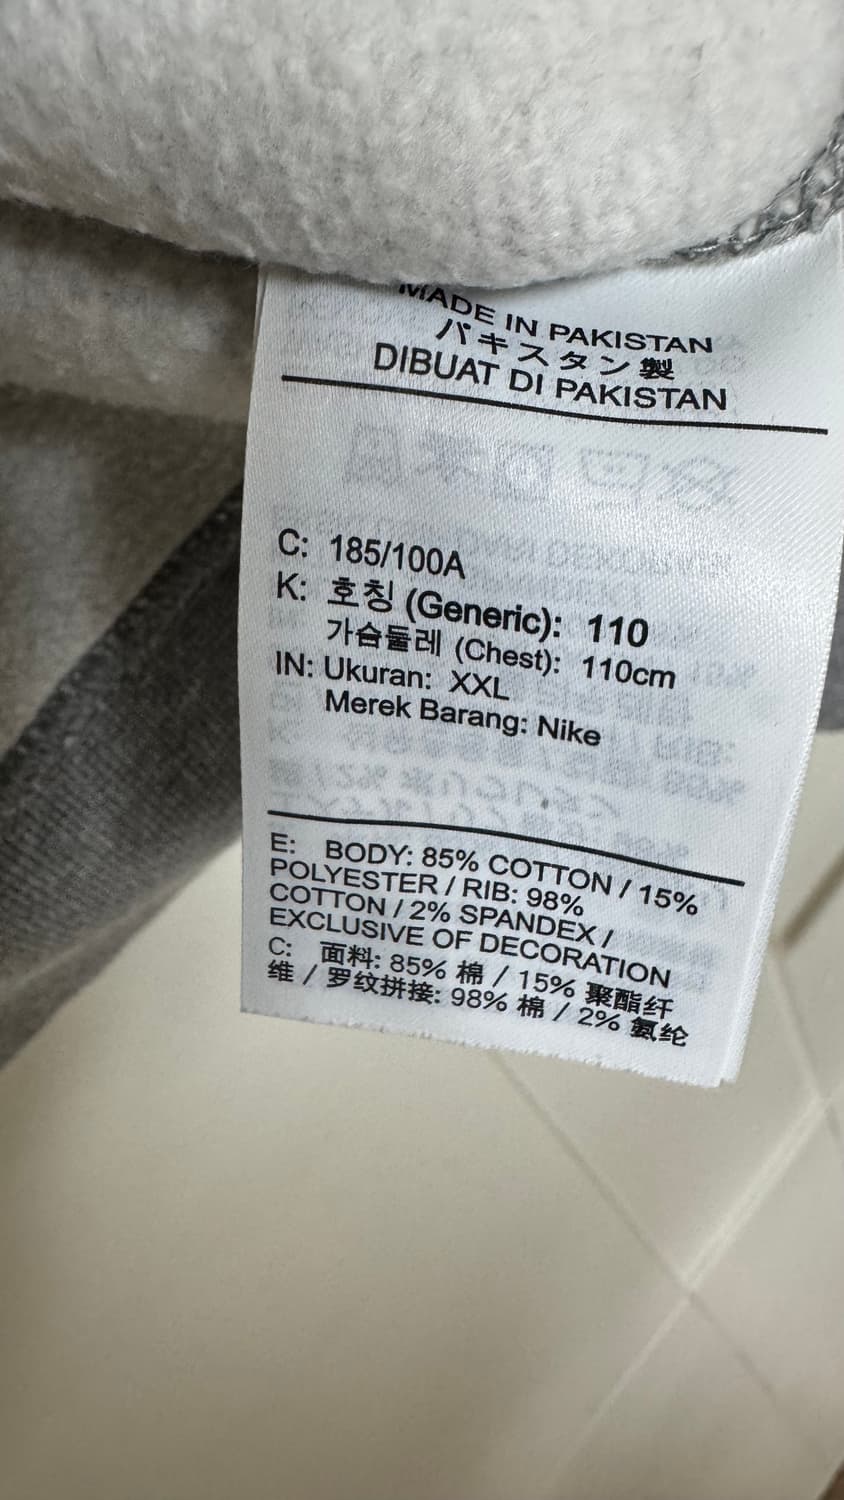 MADE IN PAKISTAN
パキスタン製
DIBUAT DI PAKISTAN
C: 185/100A
K: 호칭 (Generic): 110
가슴둘레 (Chest): 110cm
IN: Ukuran: XXL
Merek Barang: Nike
E: BODY: 85% COTTON / 15%
POLYESTER / RIB: 98%
COTTON / 2% SPANDEX /
EXCLUSIVE OF DECORATION
C: 面料: 85% 棉 / 15% 聚酯纤
维 / 罗纹拼接: 98% 棉 / 2% 氨纶